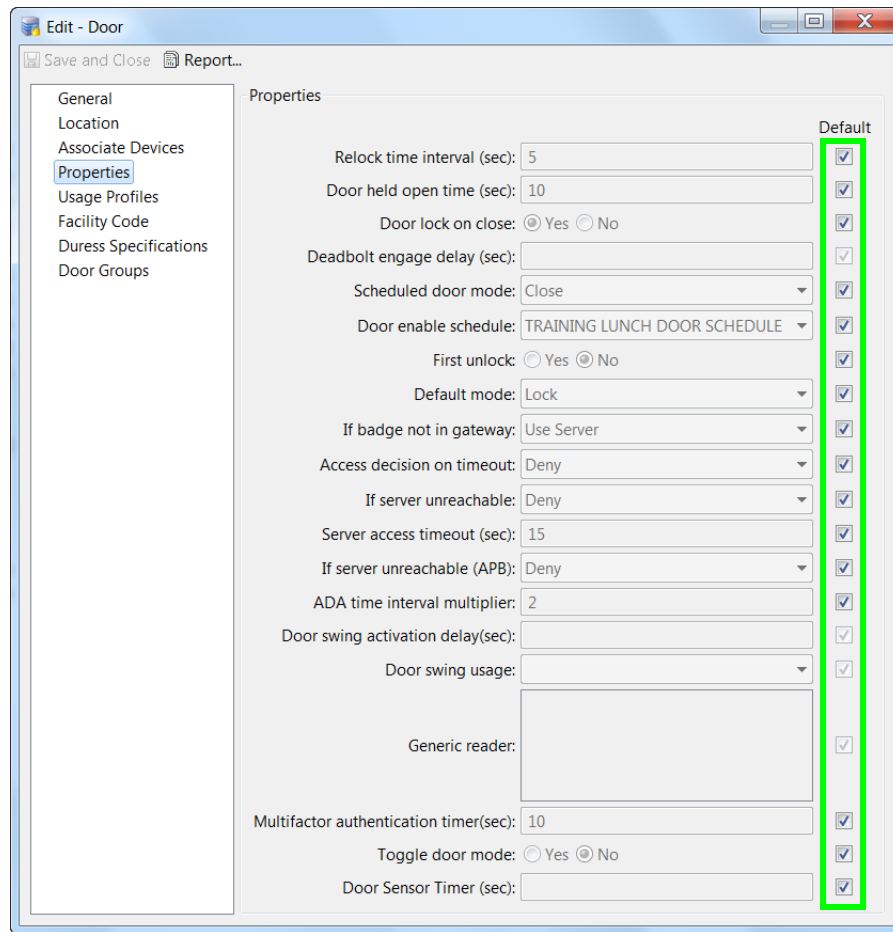 Edit - Door
Save and Close Report...
General
Location
Associate Devices
Properties
Usage Profiles
Facility Code
Duress Specifications
Door Groups
Properties
Default
Relock time interval (sec): 5
Door held open time (sec): 10
Door lock on close: Yes No
Deadbolt engage delay (sec):
Scheduled door mode: Close
Door enable schedule: TRAINING LUNCH DOOR SCHEDULE
First unlock: Yes No
Default mode: Lock
If badge not in gateway: Use Server
Access decision on timeout: Deny
If server unreachable: Deny
Server access timeout (sec): 15
If server unreachable (APB): Deny
ADA time interval multiplier: 2
Door swing activation delay(sec):
Door swing usage:
Generic reader:
Multifactor authentication timer(sec): 10
Toggle door mode: Yes No
Door Sensor Timer (sec):